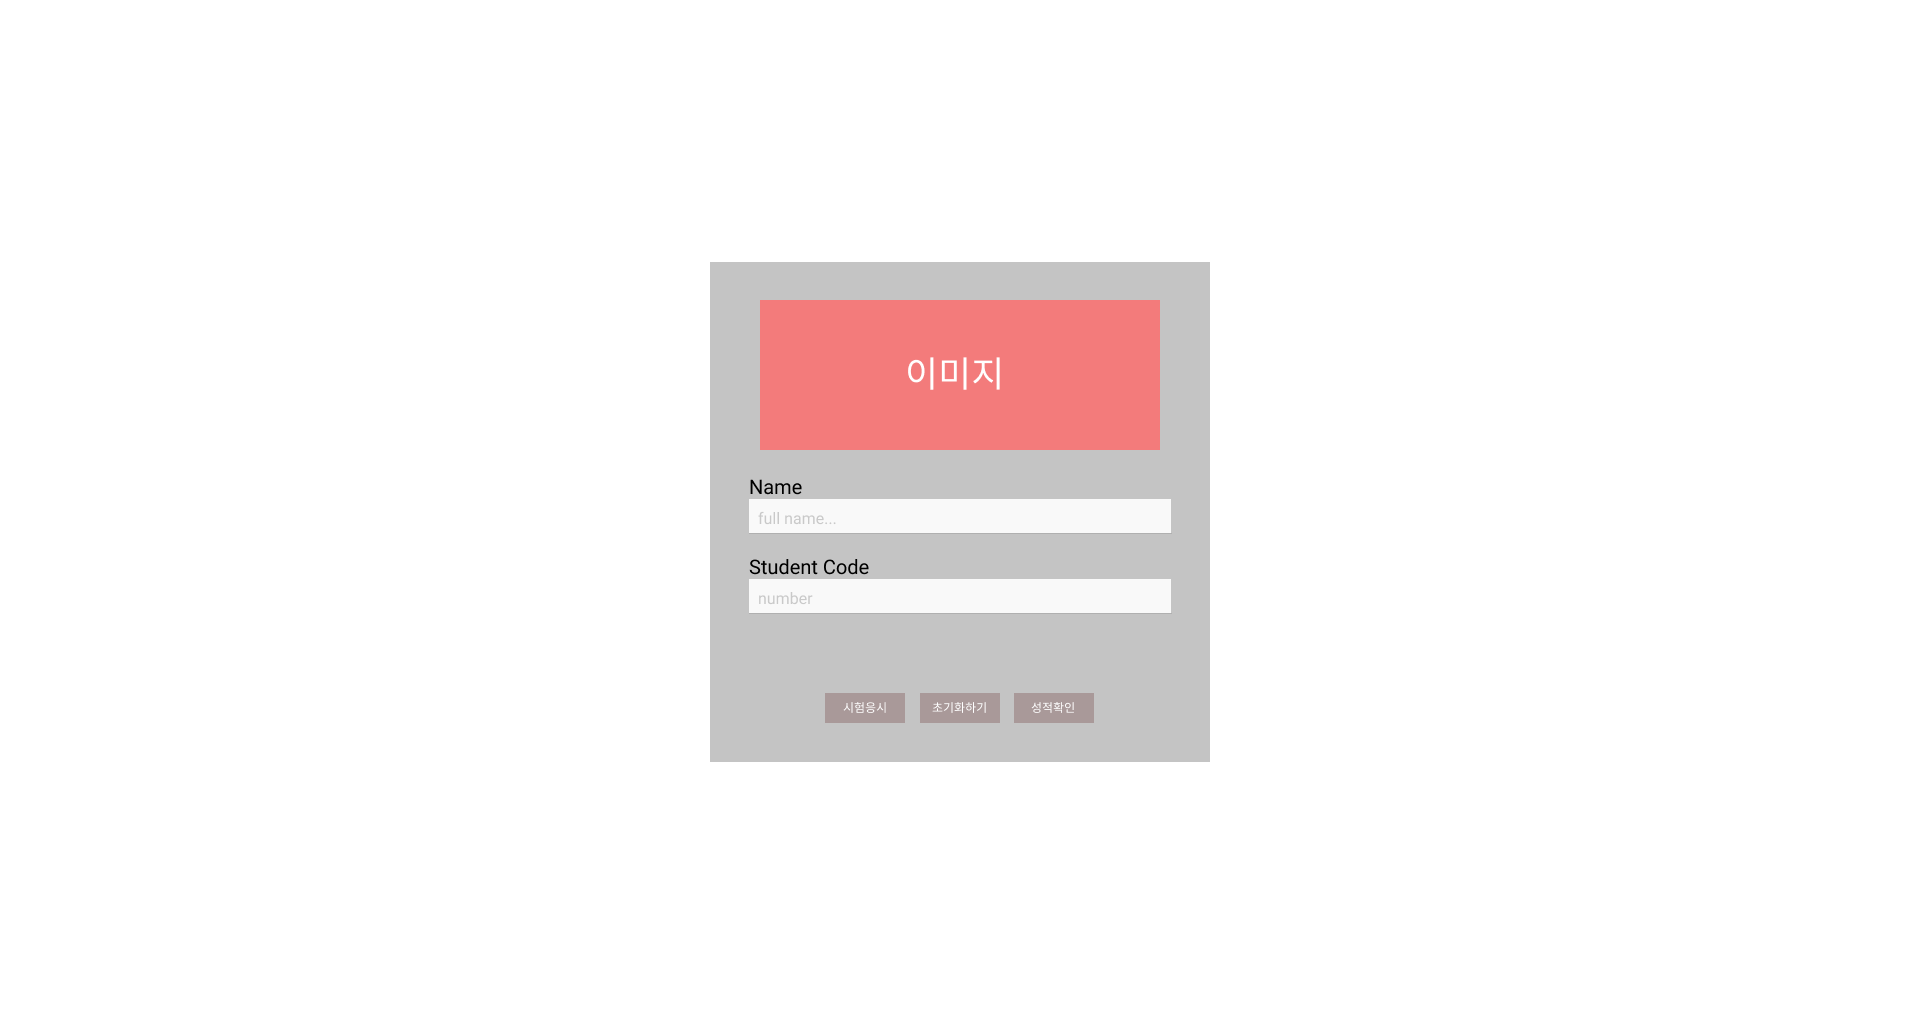 이미지
Name
full name...
Student Code
number
시험응시 초기화하기 성적확인